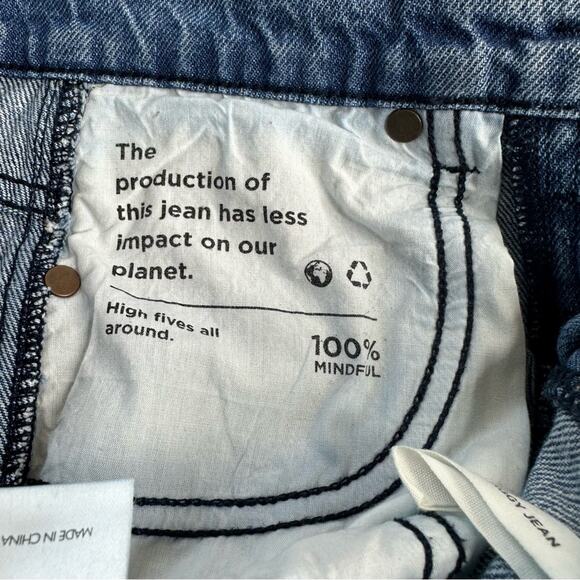 The
production of
this jean has less
impact on our
planet.
High fives all
around.
100%
MINDFUL
MADE IN CHINA
JEAN